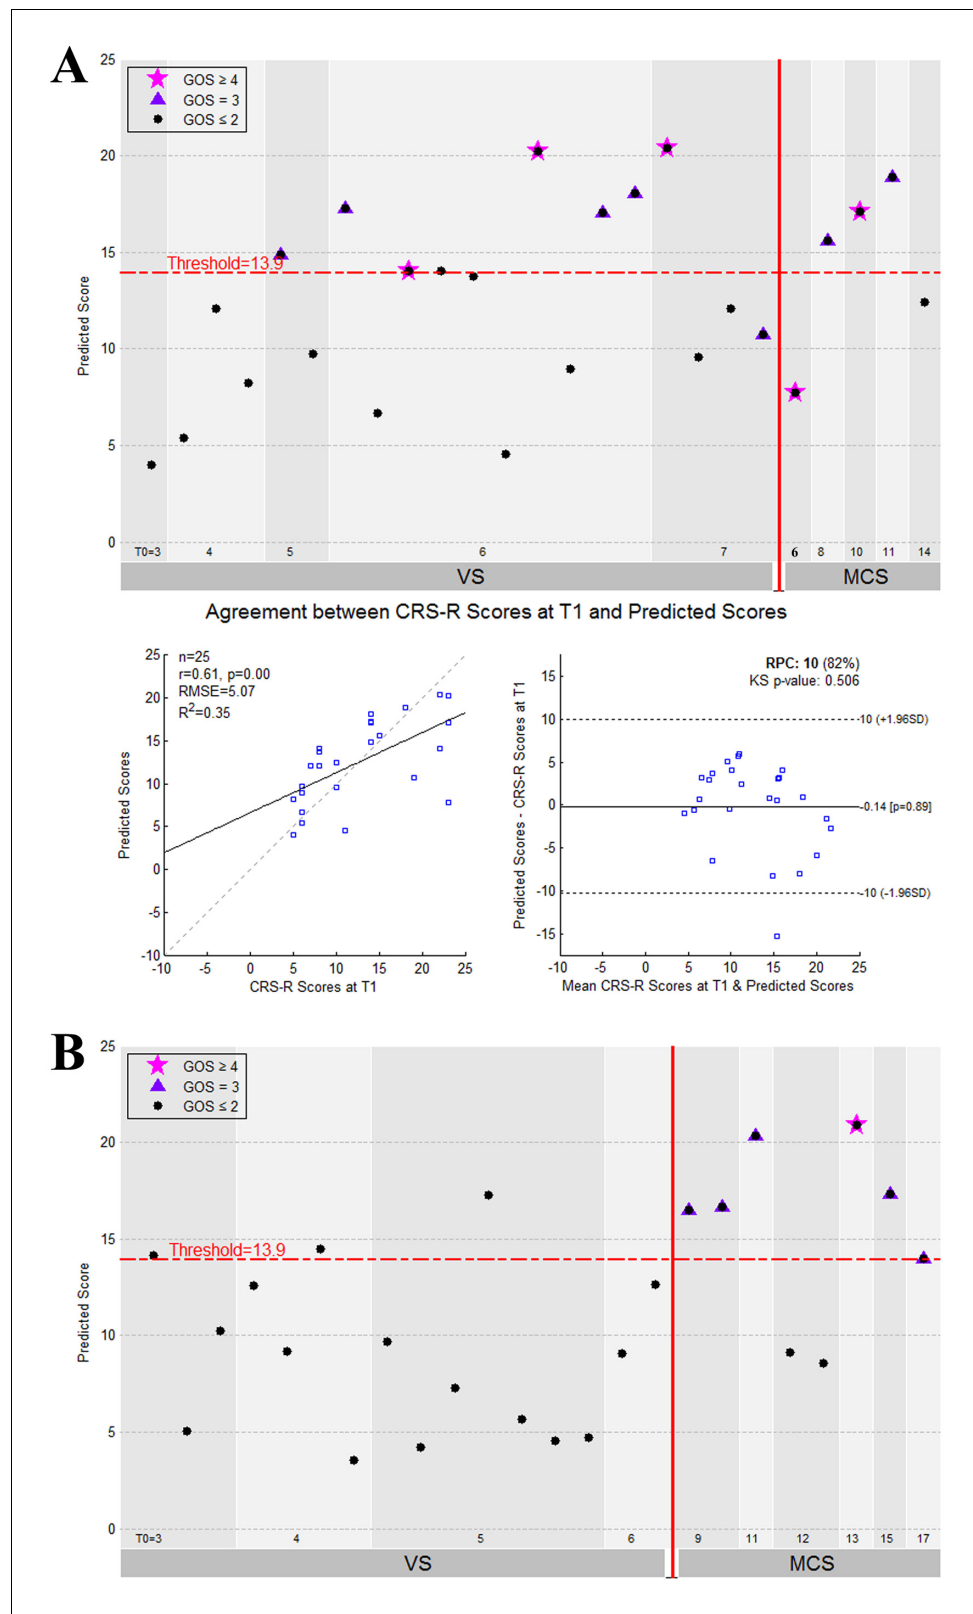 A
25
20
15
10
5
0
Predicted Score
GOS ≥ 4
GOS = 3
GOS ≤ 2
Threshold=13.9
T0=3 4 5 6 7 6 8 10 11 14
VS MCS
Agreement between CRS-R Scores at T1 and Predicted Scores
n=25
r=0.61, p=0.00
RMSE=5.07
R²=0.35
25
20
15
10
5
0
-5
-10
Predicted Scores
-10 -5 0 5 10 15 20 25
CRS-R Scores at T1
RPC: 10 (82%)
KS p-value: 0.506
15
10
5
0
-5
-10
-15
Predicted Scores - CRS-R Scores at T1
10 (+1.96SD)
-0.14 [p=0.89]
-10 (-1.96SD)
-10 -5 0 5 10 15 20 25
Mean CRS-R Scores at T1 & Predicted Scores
B
25
20
15
10
5
0
Predicted Score
GOS ≥ 4
GOS = 3
GOS ≤ 2
Threshold=13.9
T0=3 4 5 6 9 11 12 13 15 17
VS MCS